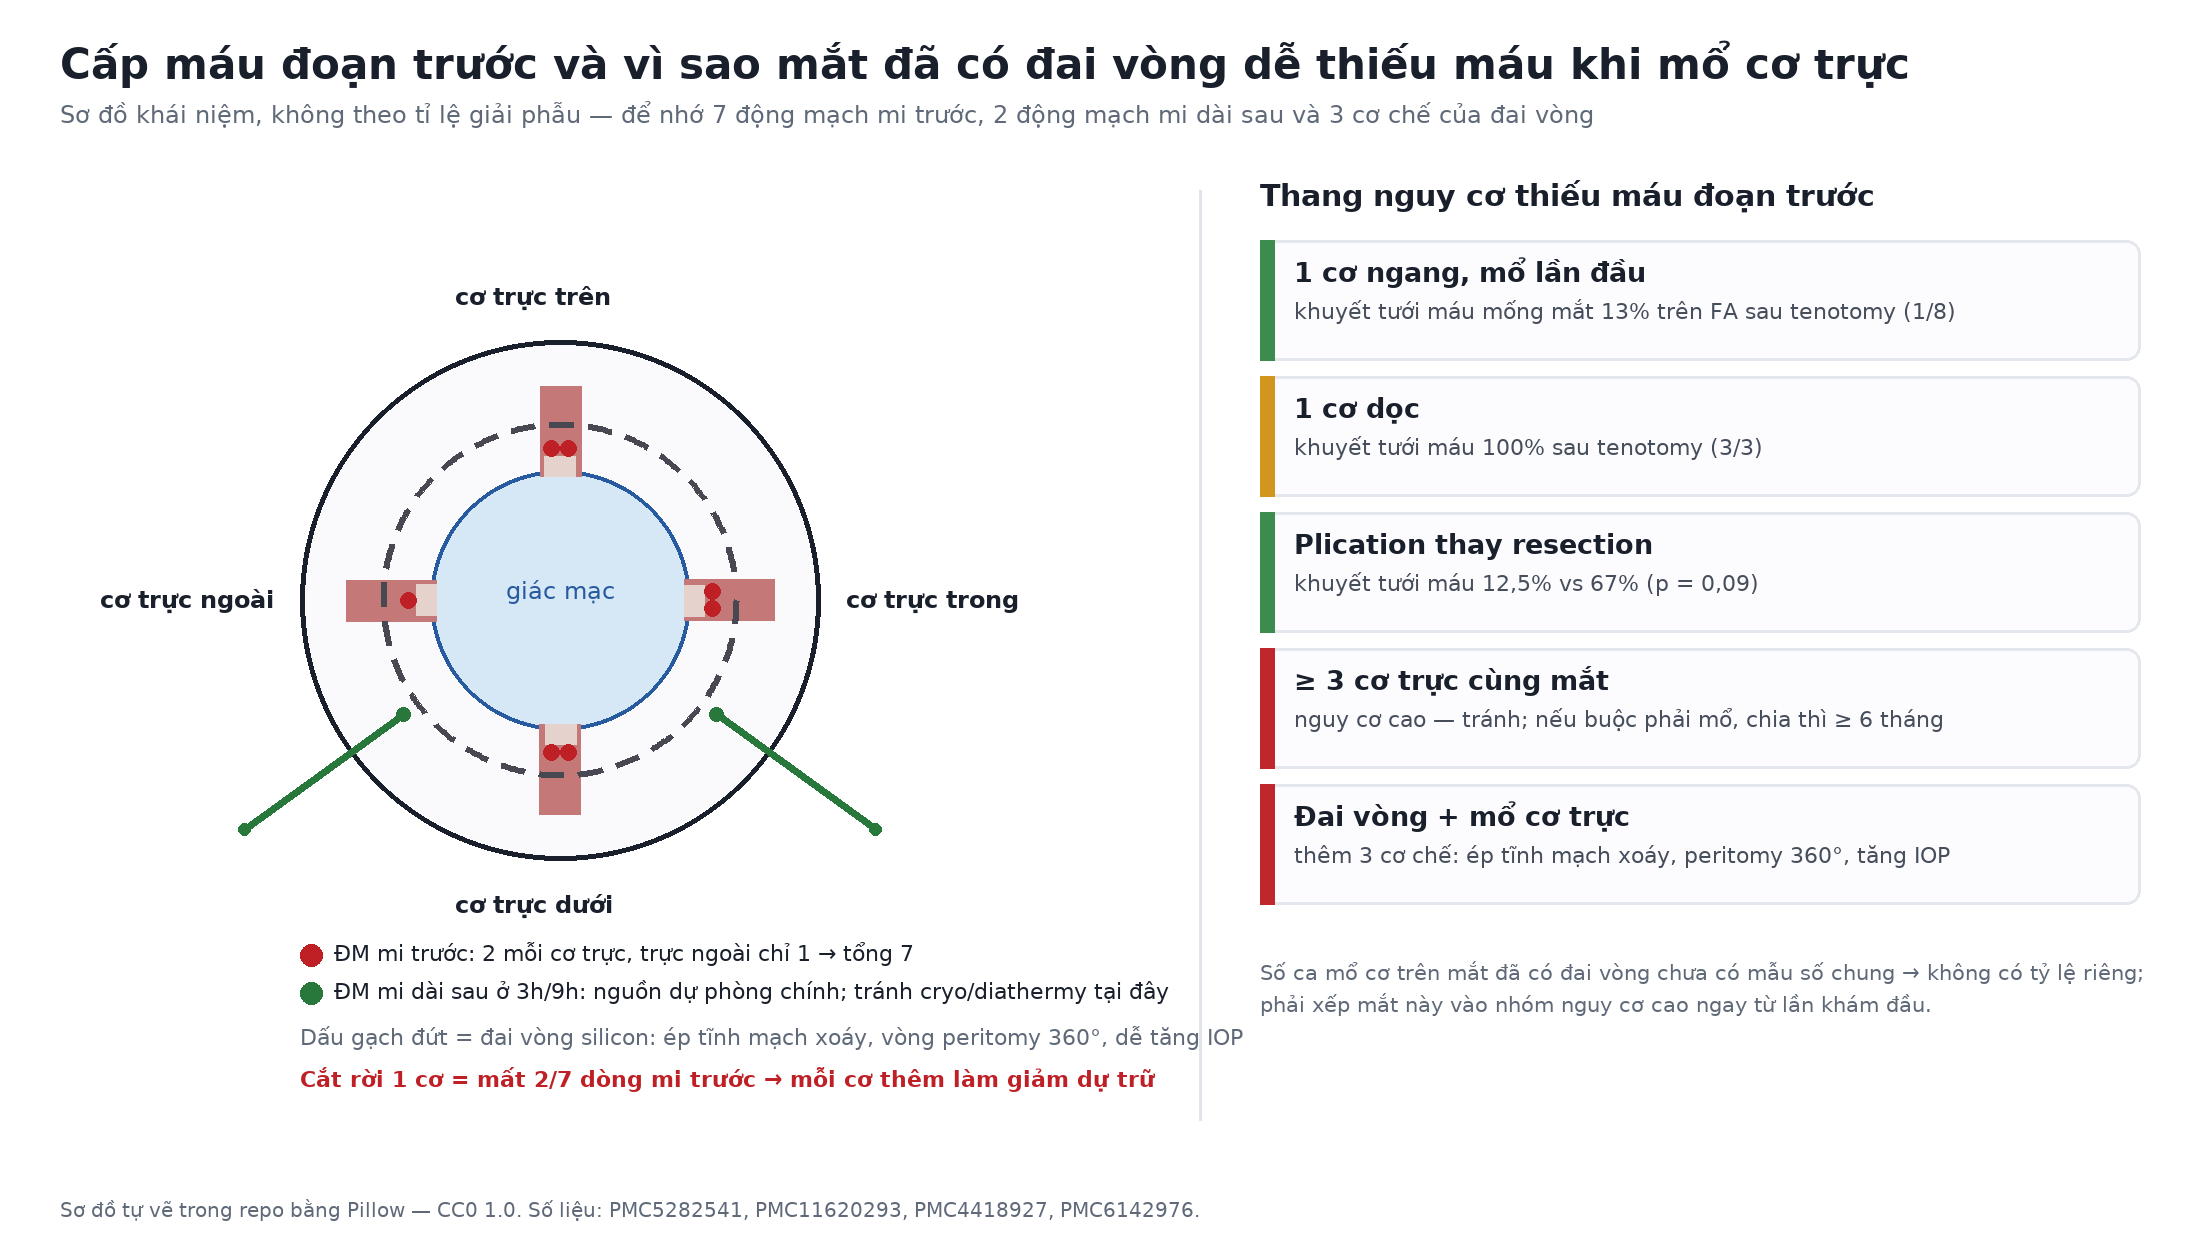 Cấp máu đoạn trước và vì sao mắt đã có đai vòng dễ thiếu máu khi mổ cơ trực
Sơ đồ khái niệm, không theo tỉ lệ giải phẫu — để nhớ 7 động mạch mi trước, 2 động mạch mi dài sau và 3 cơ chế của đai vòng
cơ trực trên
cơ trực ngoài
giác mạc
cơ trực trong
cơ trực dưới
ĐM mi trước: 2 mỗi cơ trực, trực ngoài chỉ 1 → tổng 7
ĐM mi dài sau ở 3h/9h: nguồn dự phòng chính; tránh cryo/diathermy tại đây
Dấu gạch đứt = đai vòng silicon: ép tĩnh mạch xoáy, vòng peritomy 360°, dễ tăng IOP
Cắt rời 1 cơ = mất 2/7 dòng mi trước → mỗi cơ thêm làm giảm dự trữ
Thang nguy cơ thiếu máu đoạn trước
1 cơ ngang, mổ lần đầu
khuyết tưới máu mống mắt 13% trên FA sau tenotomy (1/8)
1 cơ dọc
khuyết tưới máu 100% sau tenotomy (3/3)
Plication thay resection
khuyết tưới máu 12,5% vs 67% (p = 0,09)
≥ 3 cơ trực cùng mắt
nguy cơ cao — tránh; nếu buộc phải mổ, chia thì ≥ 6 tháng
Đai vòng + mổ cơ trực
thêm 3 cơ chế: ép tĩnh mạch xoáy, peritomy 360°, tăng IOP
Số ca mổ cơ trên mắt đã có đai vòng chưa có mẫu số chung → không có tỷ lệ riêng;
phải xếp mắt này vào nhóm nguy cơ cao ngay từ lần khám đầu.
Sơ đồ tự vẽ trong repo bằng Pillow — CC0 1.0. Số liệu: PMC5282541, PMC11620293, PMC4418927, PMC6142976.